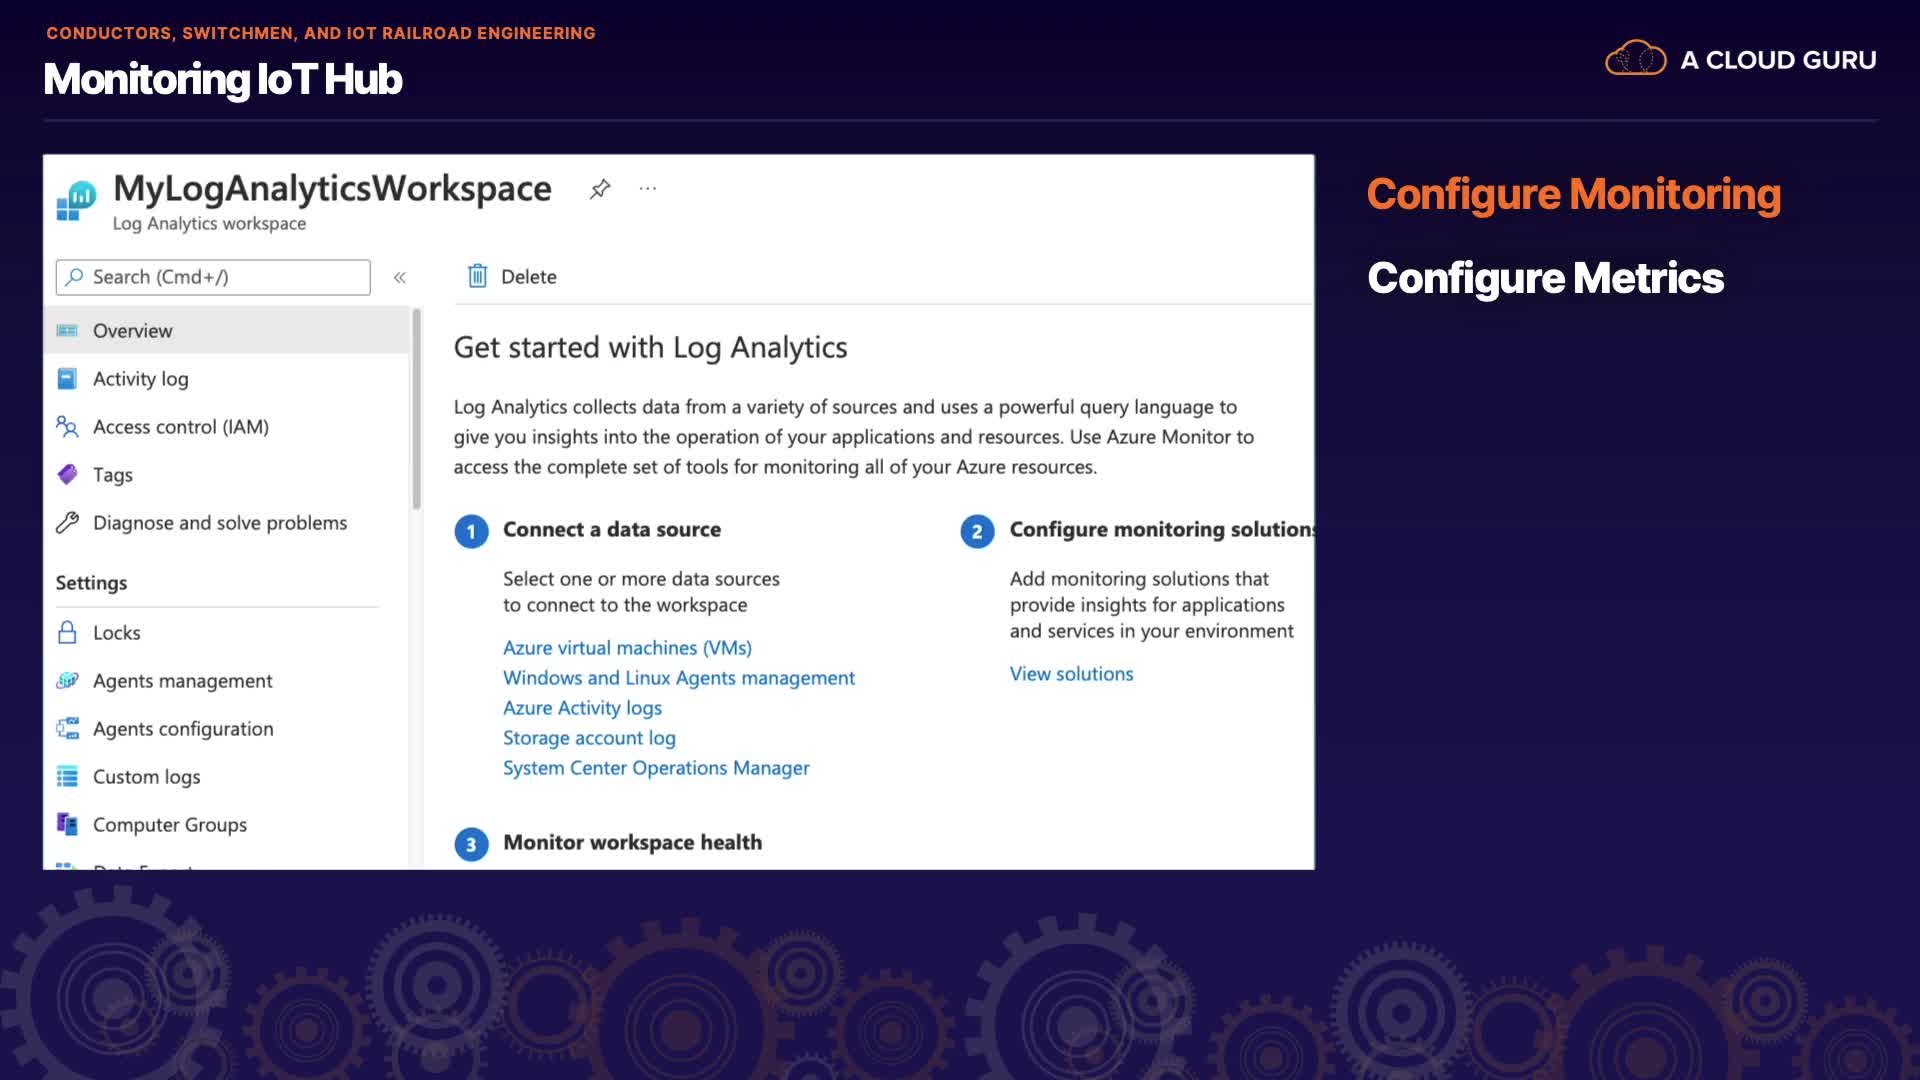 CONDUCTORS, SWITCHMEN, AND IOT RAILROAD ENGINEERING
Monitoring IoT Hub
A CLOUD GURU
MyLogAnalyticsWorkspace
Log Analytics workspace
Search (Cmd+/)
«
Overview
Activity log
Access control (IAM)
Tags
Diagnose and solve problems
Settings
Locks
Agents management
Agents configuration
Custom logs
Computer Groups
Delete
Get started with Log Analytics
Log Analytics collects data from a variety of sources and uses a powerful query language to
give you insights into the operation of your applications and resources. Use Azure Monitor to
access the complete set of tools for monitoring all of your Azure resources.
1 Connect a data source
Select one or more data sources
to connect to the workspace
Azure virtual machines (VMs)
Windows and Linux Agents management
Azure Activity logs
Storage account log
System Center Operations Manager
2 Configure monitoring solutions
Add monitoring solutions that
provide insights for applications
and services in your environment
View solutions
3 Monitor workspace health
Configure Monitoring
Configure Metrics